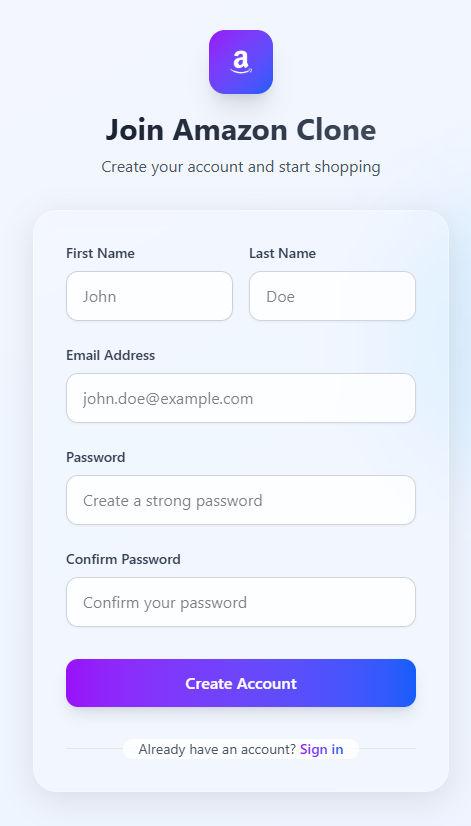 a
Join Amazon Clone
Create your account and start shopping
First Name
Last Name
John
Doe
Email Address
john.doe@example.com
Password
Create a strong password
Confirm Password
Confirm your password
Create Account
Already have an account? Sign in